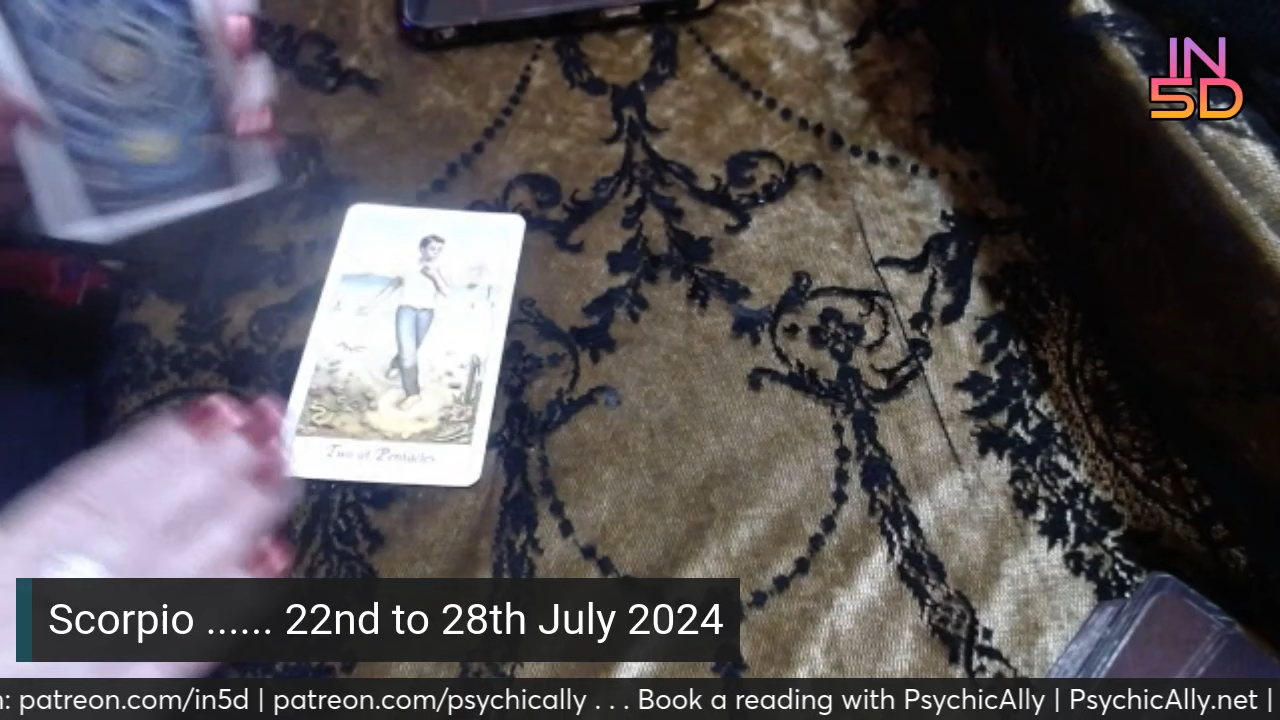 IN
5D
Two of Pentacles
Scorpio ...... 22nd to 28th July 2024
n: patreon.com/in5d | patreon.com/psychically . . . Book a reading with PsychicAlly | PsychicAlly.net |